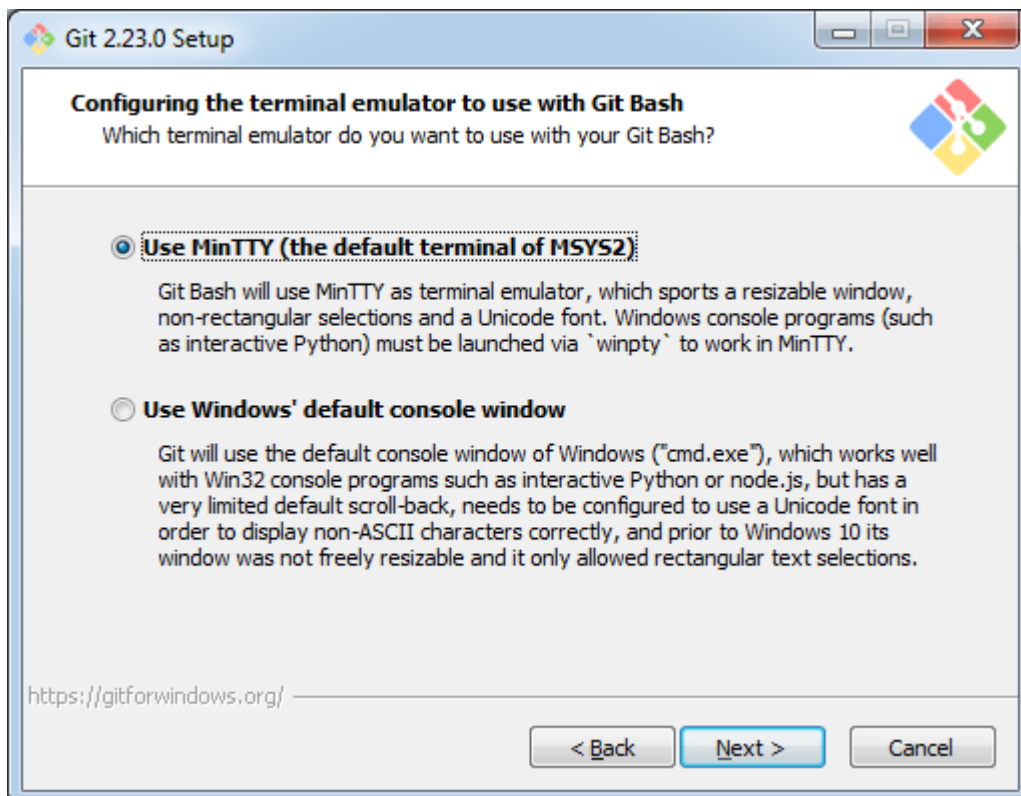 Git 2.23.0 Setup
Configuring the terminal emulator to use with Git Bash
Which terminal emulator do you want to use with your Git Bash?
Use MinTTY (the default terminal of MSYS2)
Git Bash will use MinTTY as terminal emulator, which sports a resizable window,
non-rectangular selections and a Unicode font. Windows console programs (such
as interactive Python) must be launched via `winpty` to work in MinTTY.
Use Windows' default console window
Git will use the default console window of Windows ("cmd.exe"), which works well
with Win32 console programs such as interactive Python or node.js, but has a
very limited default scroll-back, needs to be configured to use a Unicode font in
order to display non-ASCII characters correctly, and prior to Windows 10 its
window was not freely resizable and it only allowed rectangular text selections.
https://gitforwindows.org/
< Back Next > Cancel